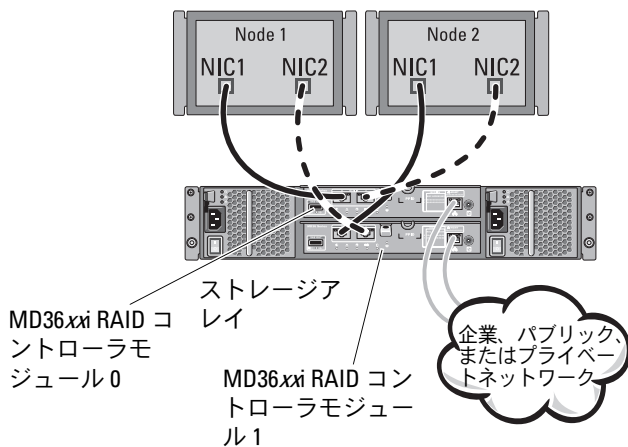 Node 1
Node 2
NIC1
NIC2
NIC1
NIC2
ストレージア
レイ
MD36xxi RAID コ
ントローラモ
ジュール 0
MD36xxi RAID コン
トローラモジュー
ル 1
企業、パブリック、
またはプライベー
トネットワーク